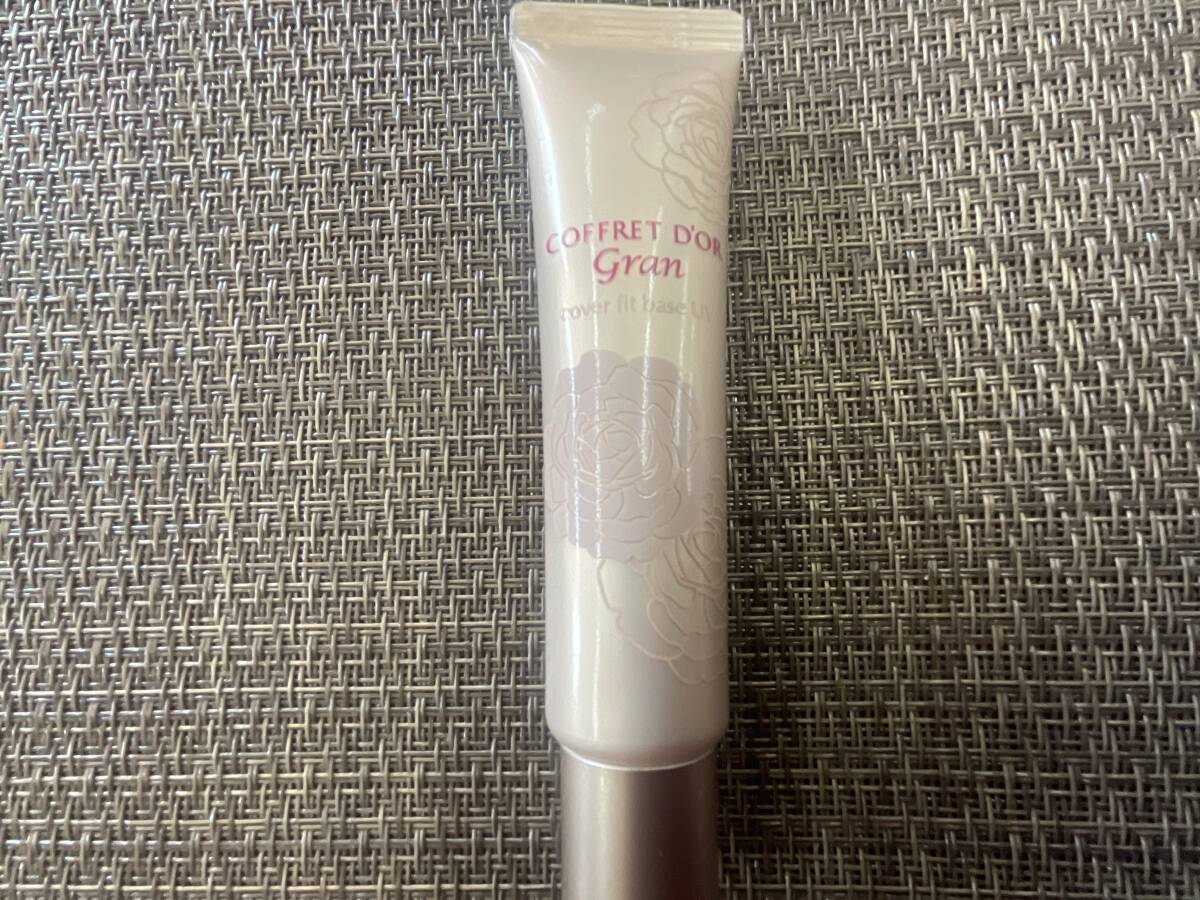 COFFRET D'OR
Gran
cover fit base UV